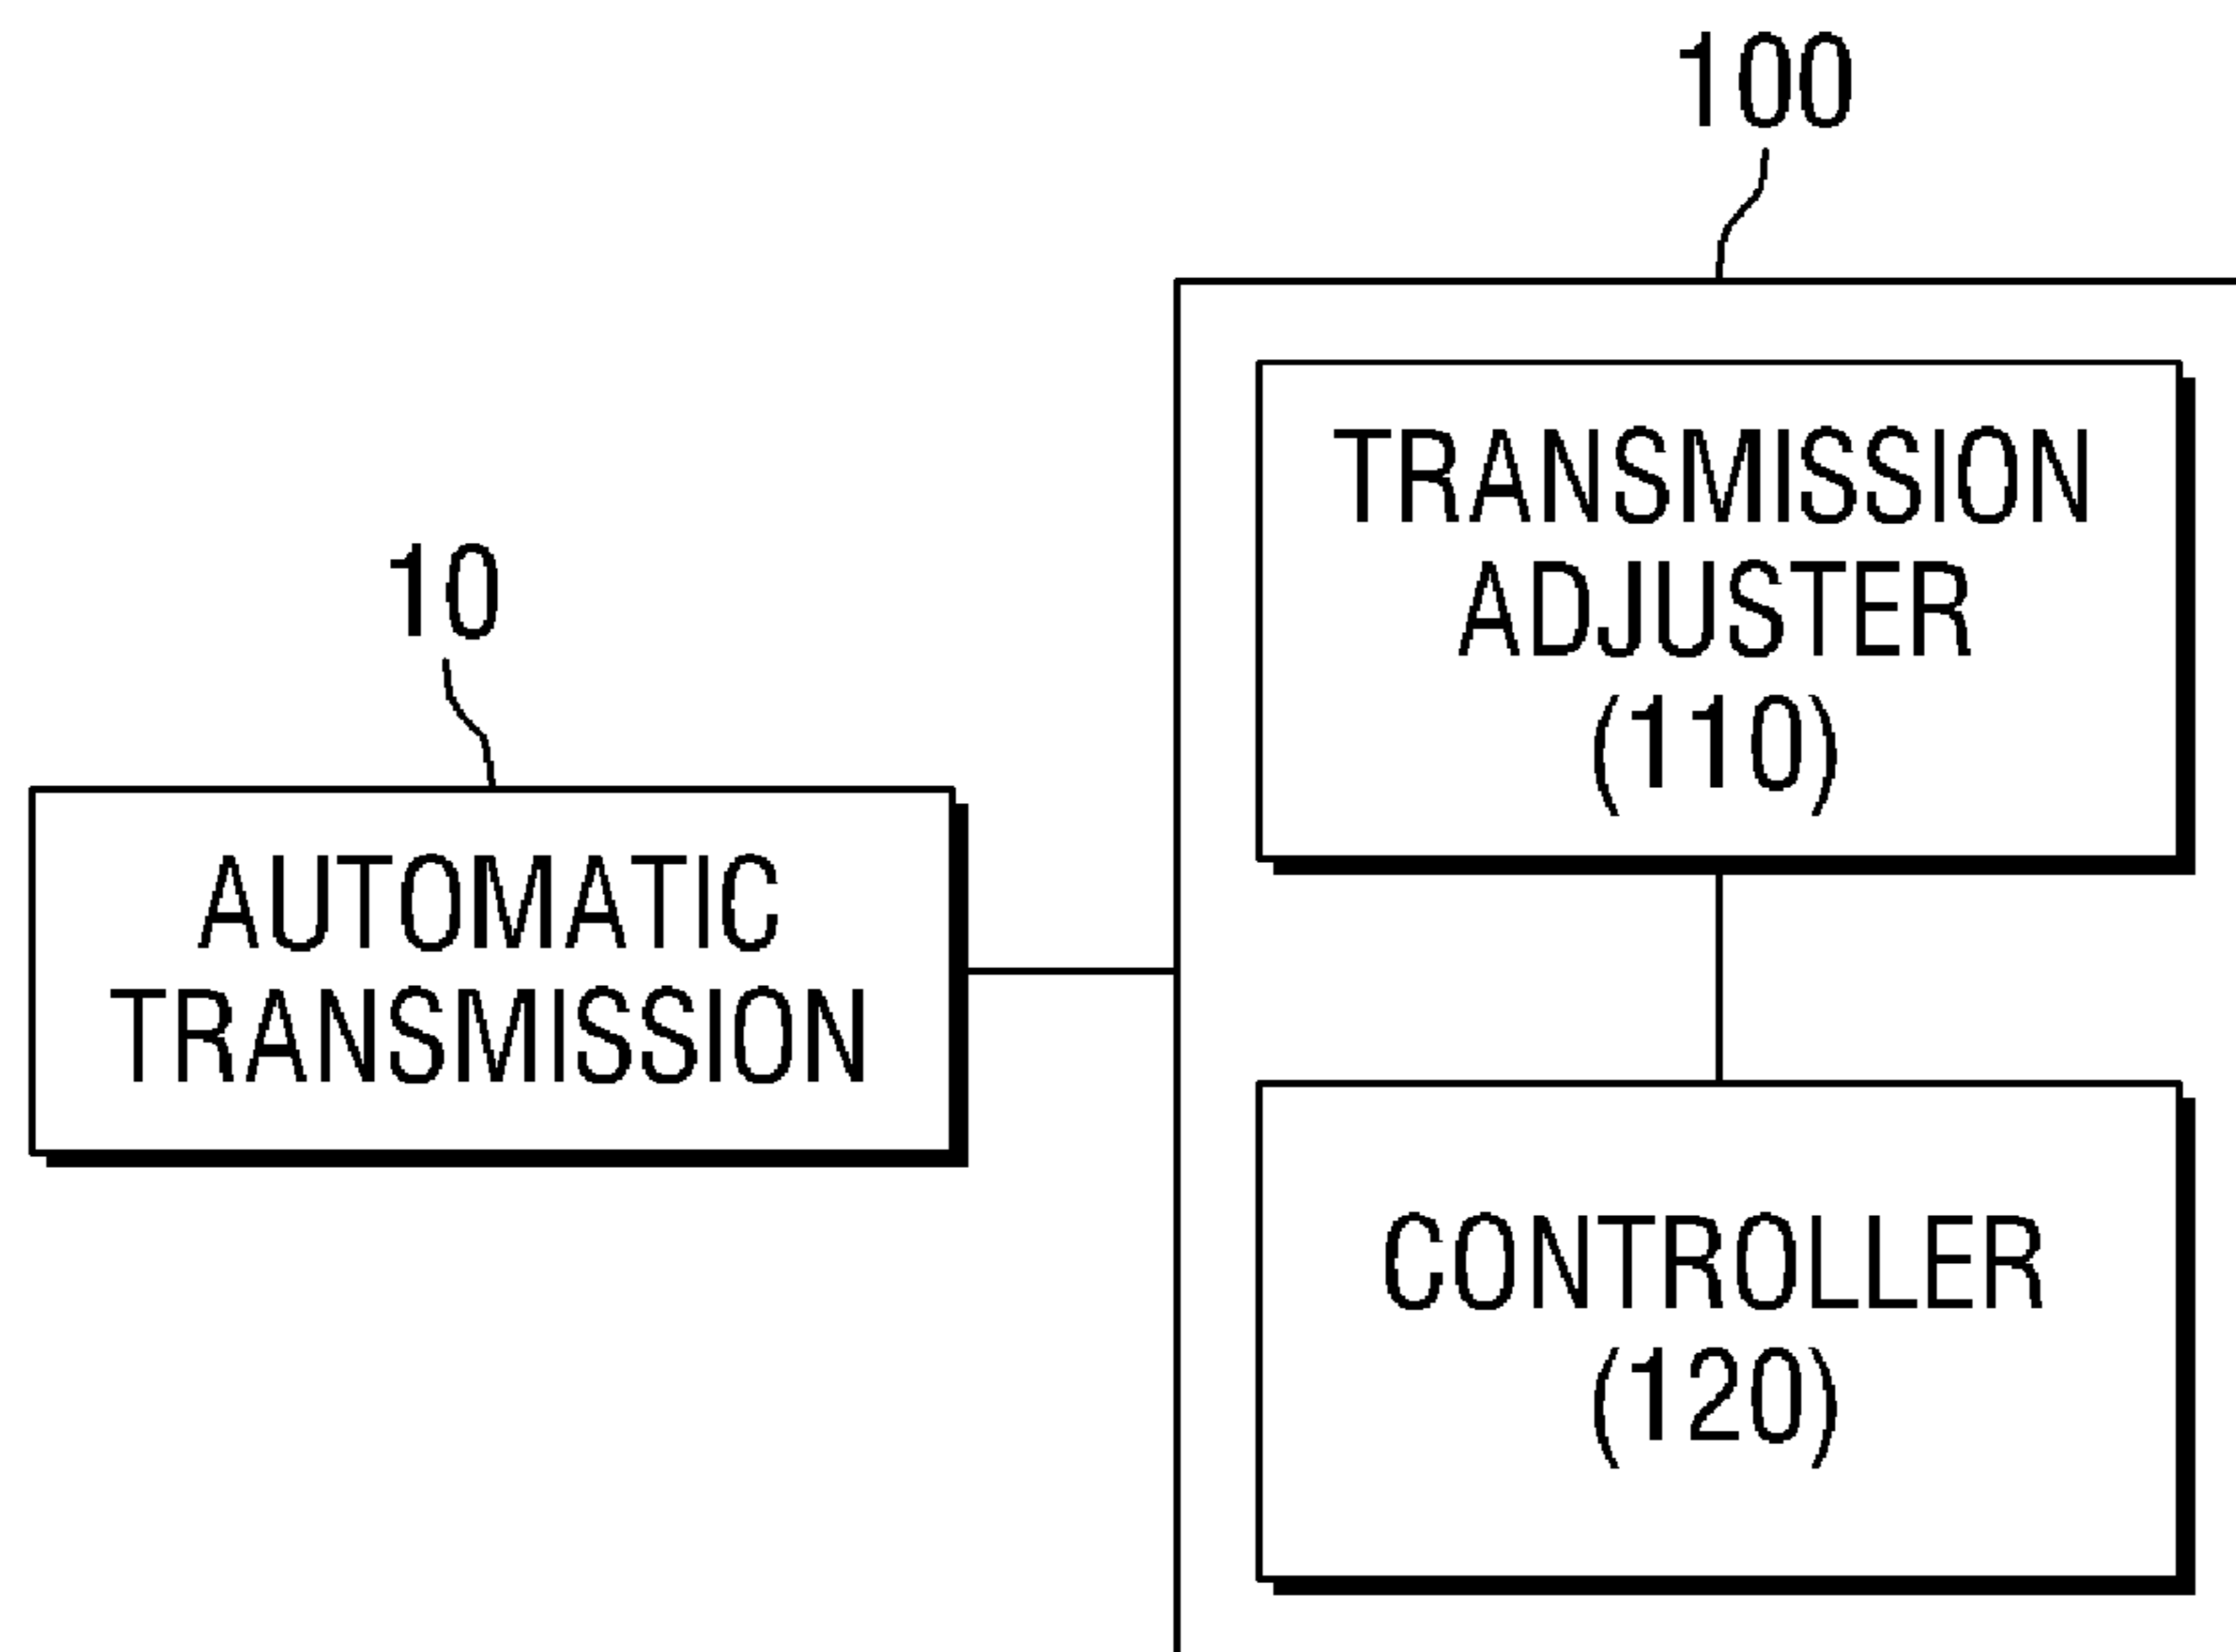 100
TRANSMISSION
ADJUSTER
(110)
10
AUTOMATIC
TRANSMISSION
CONTROLLER
(120)